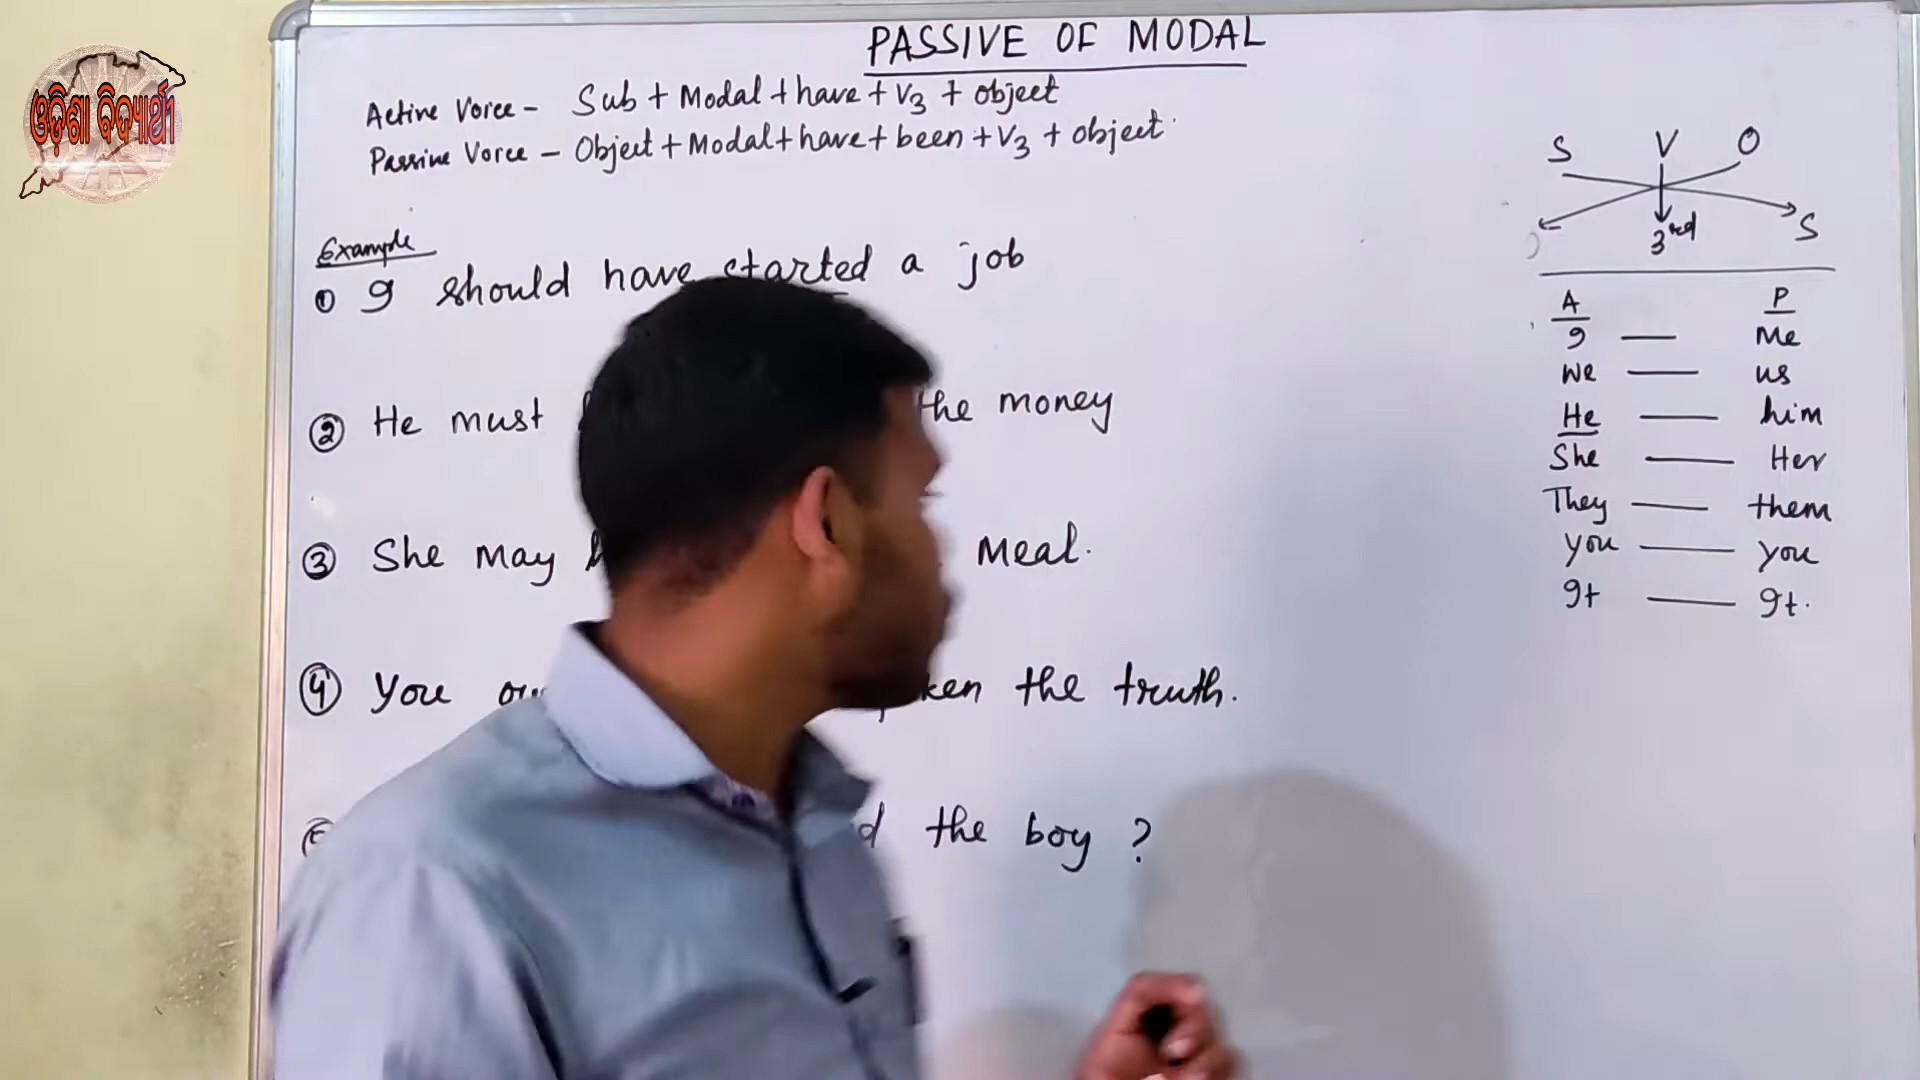 ଓଡ଼ିଶା ବିଦ୍ୟାର୍ଥୀ
PASSIVE OF MODAL
Active Voice - Sub + Modal + have + V3 + object
Passive Voice - Object + Modal + have + been + V3 + object
Example
① I should have started a job
② He must the money
③ She may Meal.
④ You the truth.
the boy ?
S V O
3rd S
A P
I — Me
We — us
He — him
She — Her
They — them
you — you
It — It.